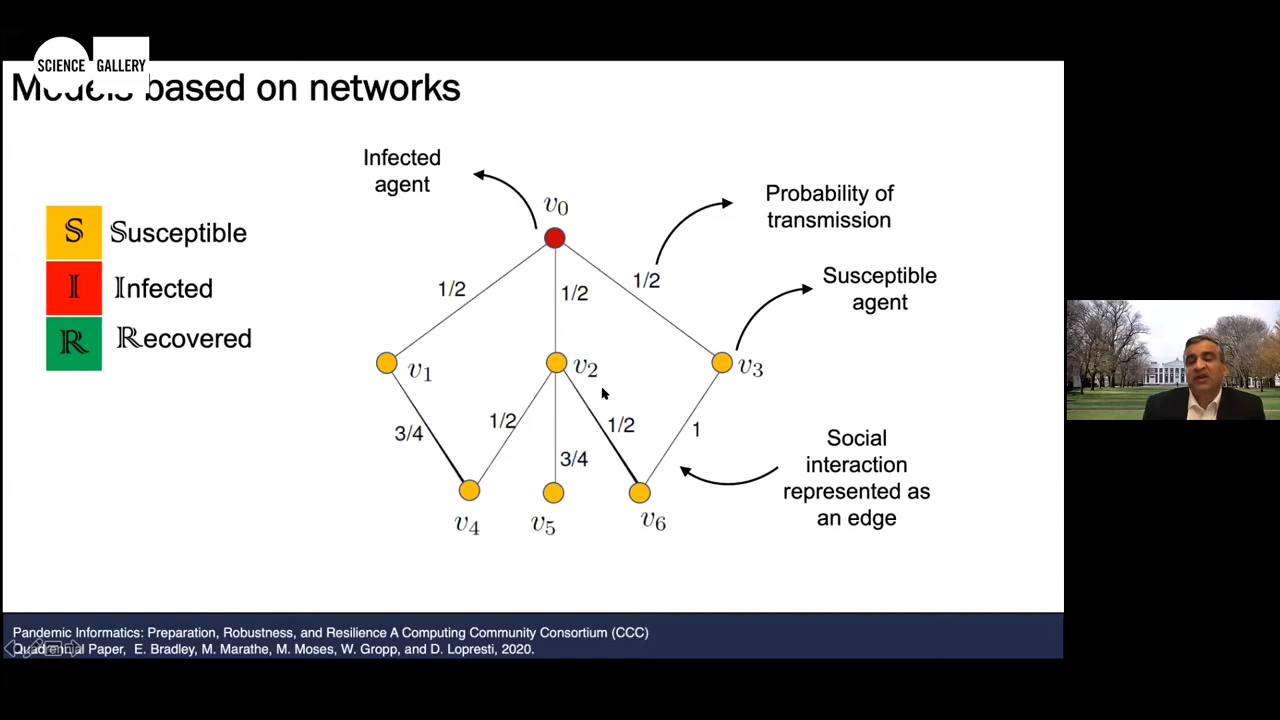 SCIENCE GALLERY
Models based on networks
Infected
agent
Probability of
transmission
Susceptible
agent
Social
interaction
represented as
an edge
S Susceptible
I Infected
R Recovered
v0
1/2
1/2
1/2
v1
v2
v3
3/4
1/2
3/4
1/2
1
v4
v5
v6
Pandemic Informatics: Preparation, Robustness, and Resilience A Computing Community Consortium (CCC)
Quadrennial Paper, E. Bradley, M. Marathe, M. Moses, W. Gropp, and D. Lopresti, 2020.